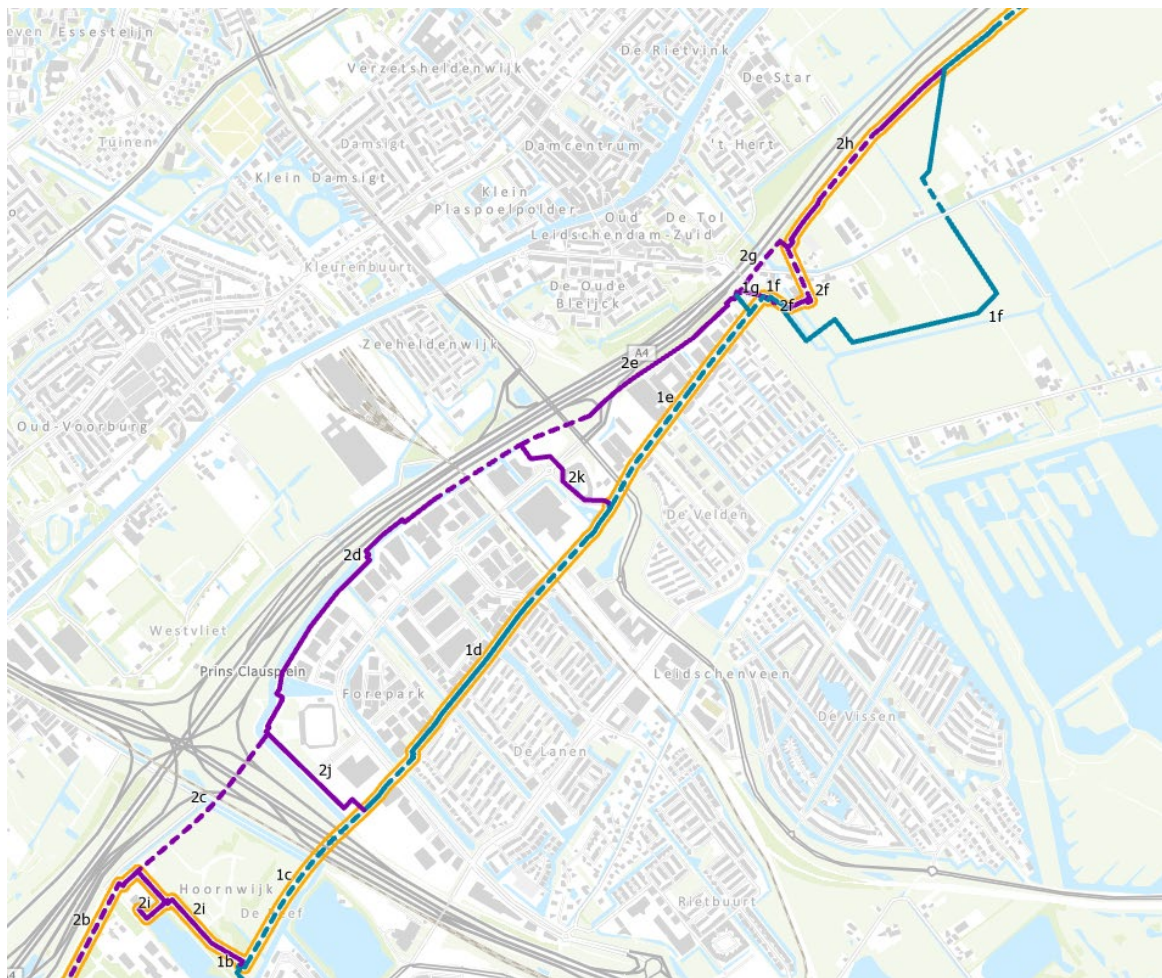 Essesteijn
De Rietvink
Verzetsheldenwijk
De Star
2h
Tuinen
Damsigt
Damcentrum
't Hert
Klein Damsigt
Klein
Plaspoelpolder
Oud
Leidschendam-Zuid
De Tol
Kleurenbuurt
2g
De Oude
Bleijck
1g
1f
2f
2f
1f
Zeeheldenwijk
A4
2e
1e
Oud-Voorburg
2k
De Velden
2d
Westvliet
Prins Clausplein
1d
Leidschenveen
Forepark
De Vissen
De Lanen
2j
2c
1c
Hoornwijk
2i
2i
2b
Rietbuurt
1b